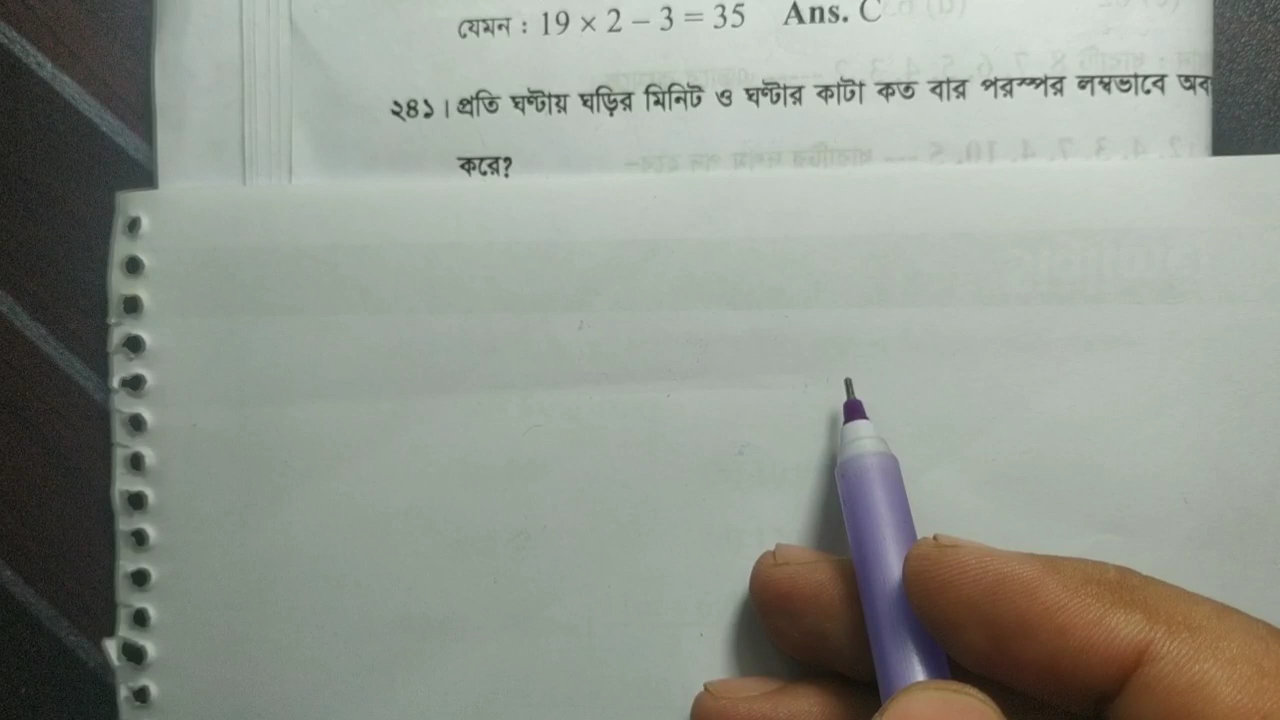 যেমন : 19 × 2 − 3 = 35 Ans. C
২৪১। প্রতি ঘণ্টায় ঘড়ির মিনিট ও ঘণ্টার কাটা কত বার পরস্পর লম্বভাবে অব
করে?